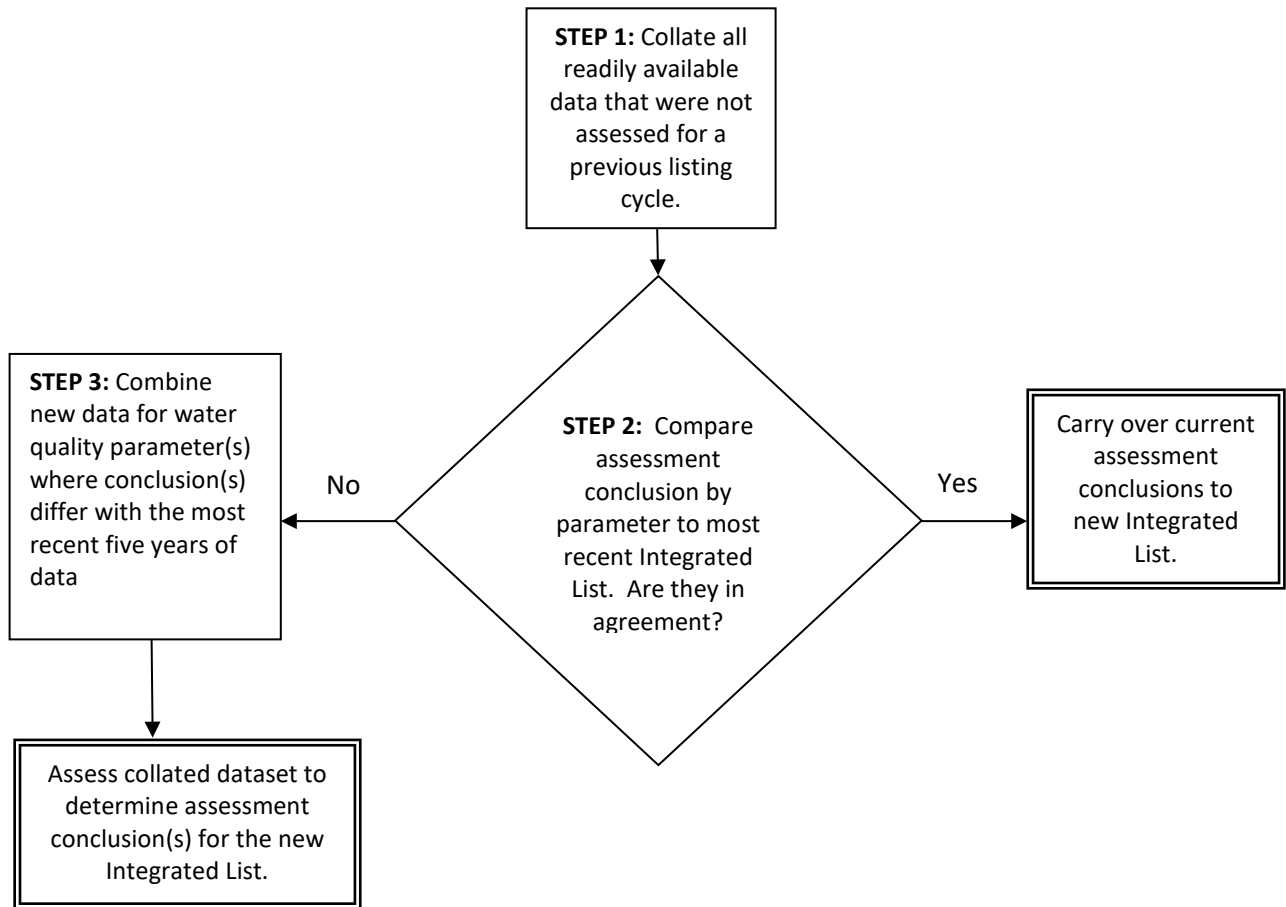 STEP 1: Collate all
readily available
data that were not
assessed for a
previous listing
cycle.
STEP 2: Compare
assessment
conclusion by
parameter to most
recent Integrated
List. Are they in
agreement?
No
Yes
STEP 3: Combine
new data for water
quality parameter(s)
where conclusion(s)
differ with the most
recent five years of
data
Carry over current
assessment
conclusions to
new Integrated
List.
Assess collated dataset to
determine assessment
conclusion(s) for the new
Integrated List.